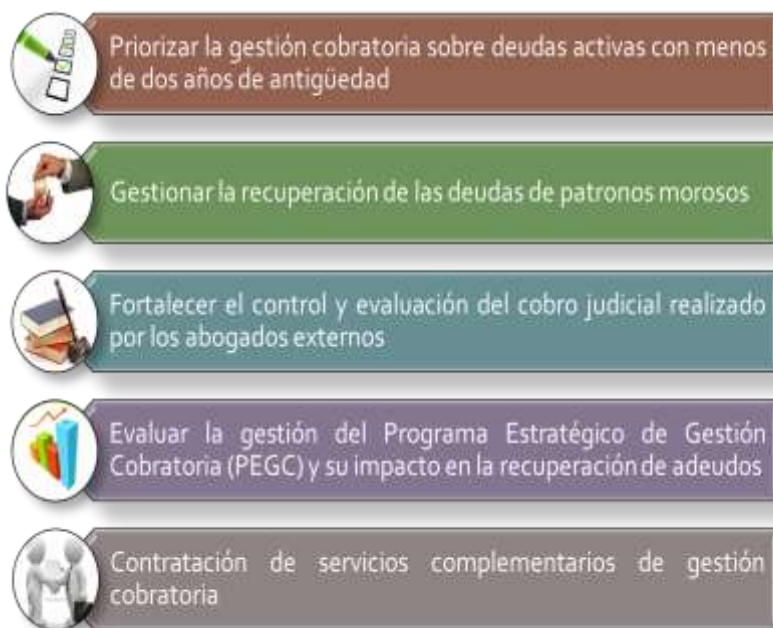 Priorizar la gestión cobratoria sobre deudas activas con menos
de dos años de antigüedad
Gestionar la recuperación de las deudas de patronos morosos
Fortalecer el control y evaluación del cobro judicial realizado
por los abogados externos
Evaluar la gestión del Programa Estratégico de Gestión
Cobratoria (PEGC) y su impacto en la recuperación de adeudos
Contratación de servicios complementarios de gestión
cobratoria